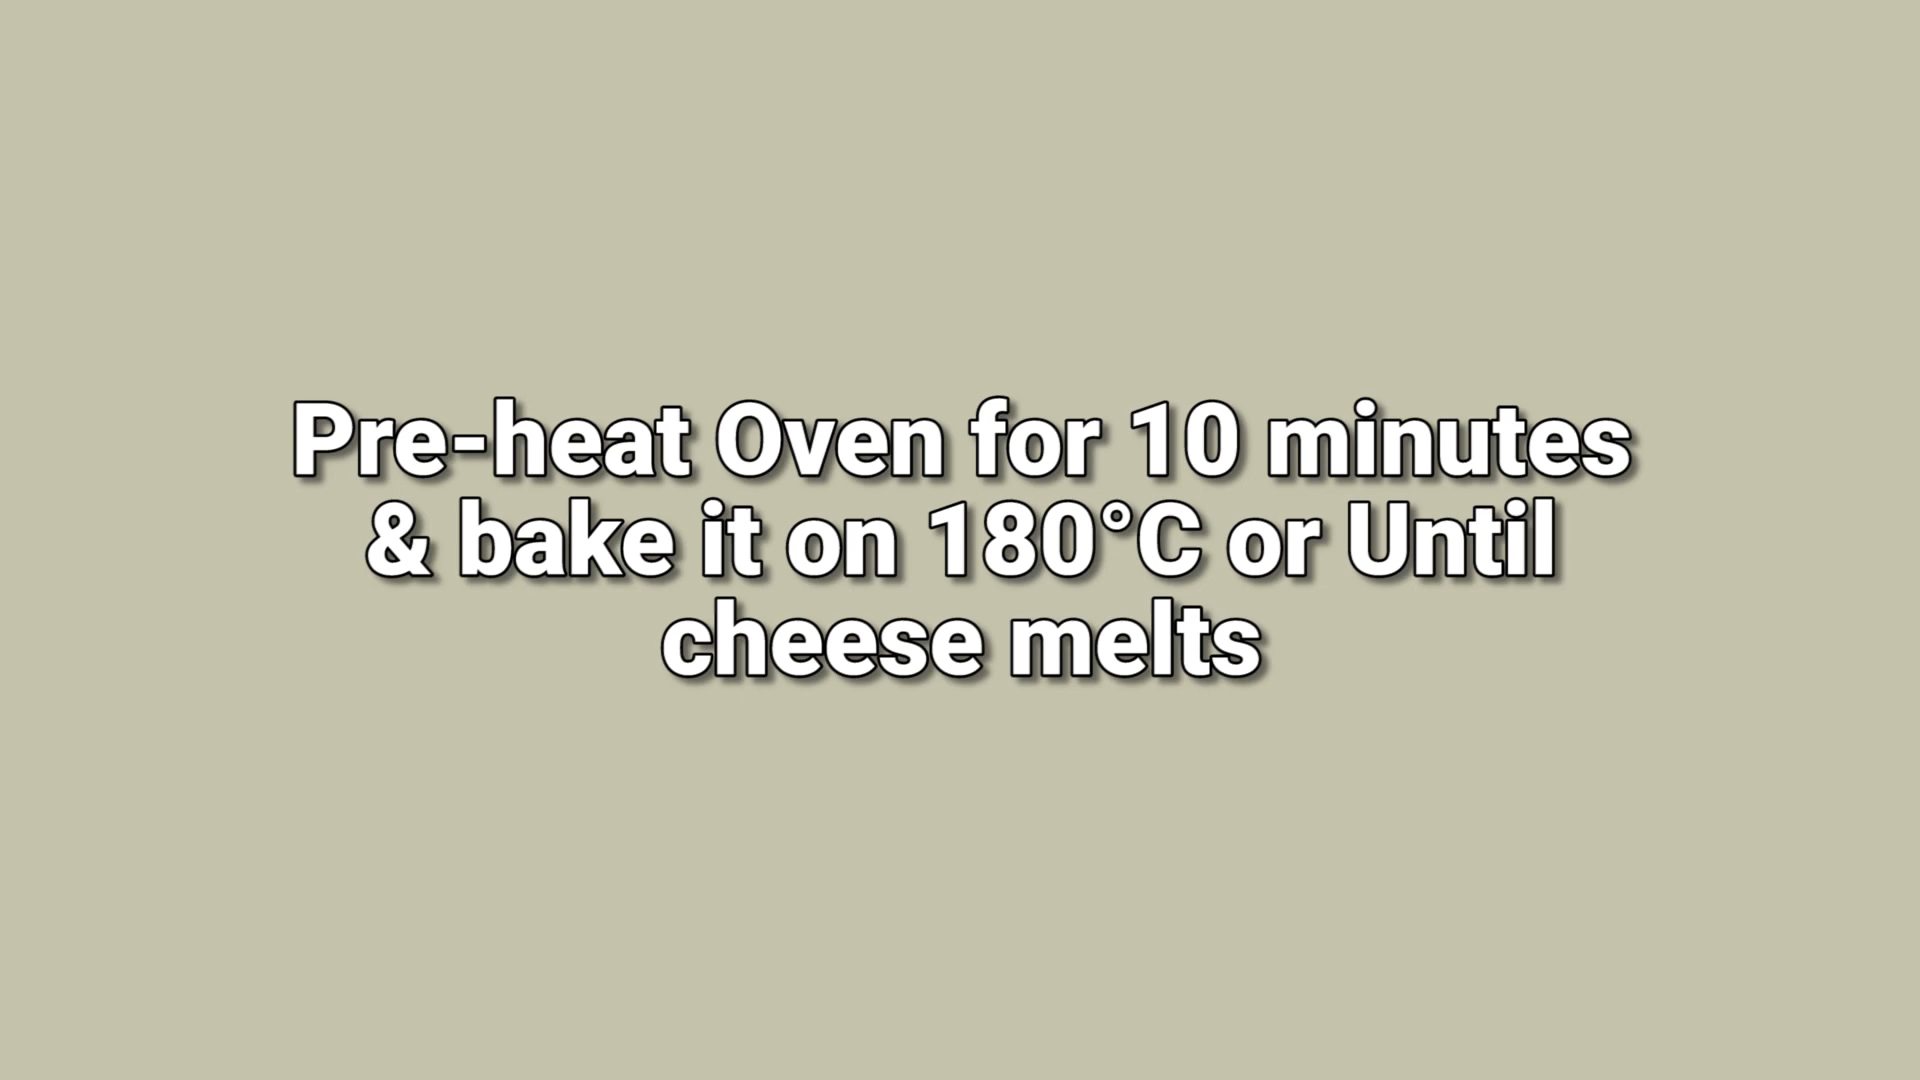 Pre-heat Oven for 10 minutes
& bake it on 180°C or Until
cheese melts